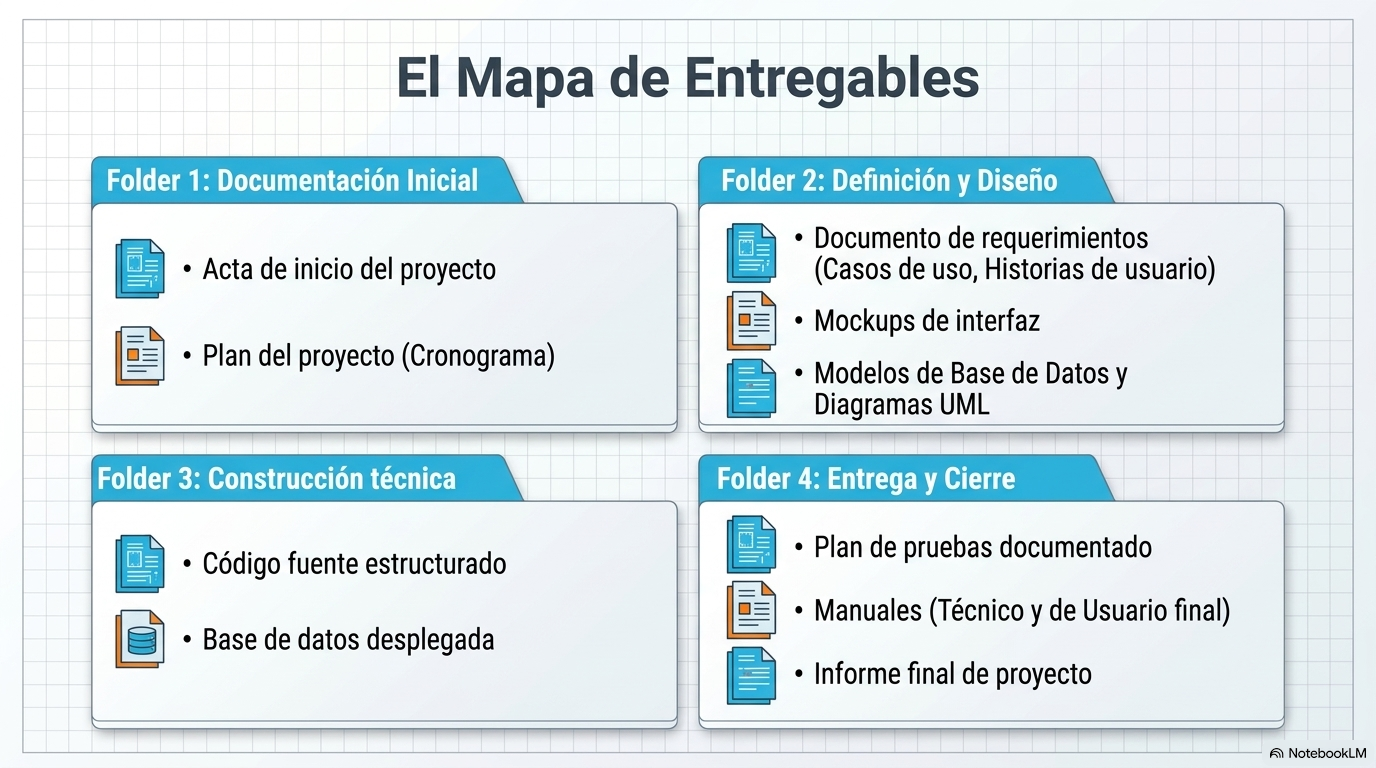 El Mapa de Entregables
Folder 1: Documentación Inicial
• Acta de inicio del proyecto
• Plan del proyecto (Cronograma)
Folder 2: Definición y Diseño
• Documento de requerimientos
(Casos de uso, Historias de usuario)
• Mockups de interfaz
• Modelos de Base de Datos y
Diagramas UML
Folder 3: Construcción técnica
• Código fuente estructurado
• Base de datos desplegada
Folder 4: Entrega y Cierre
• Plan de pruebas documentado
• Manuales (Técnico y de Usuario final)
• Informe final de proyecto
NotebookLM